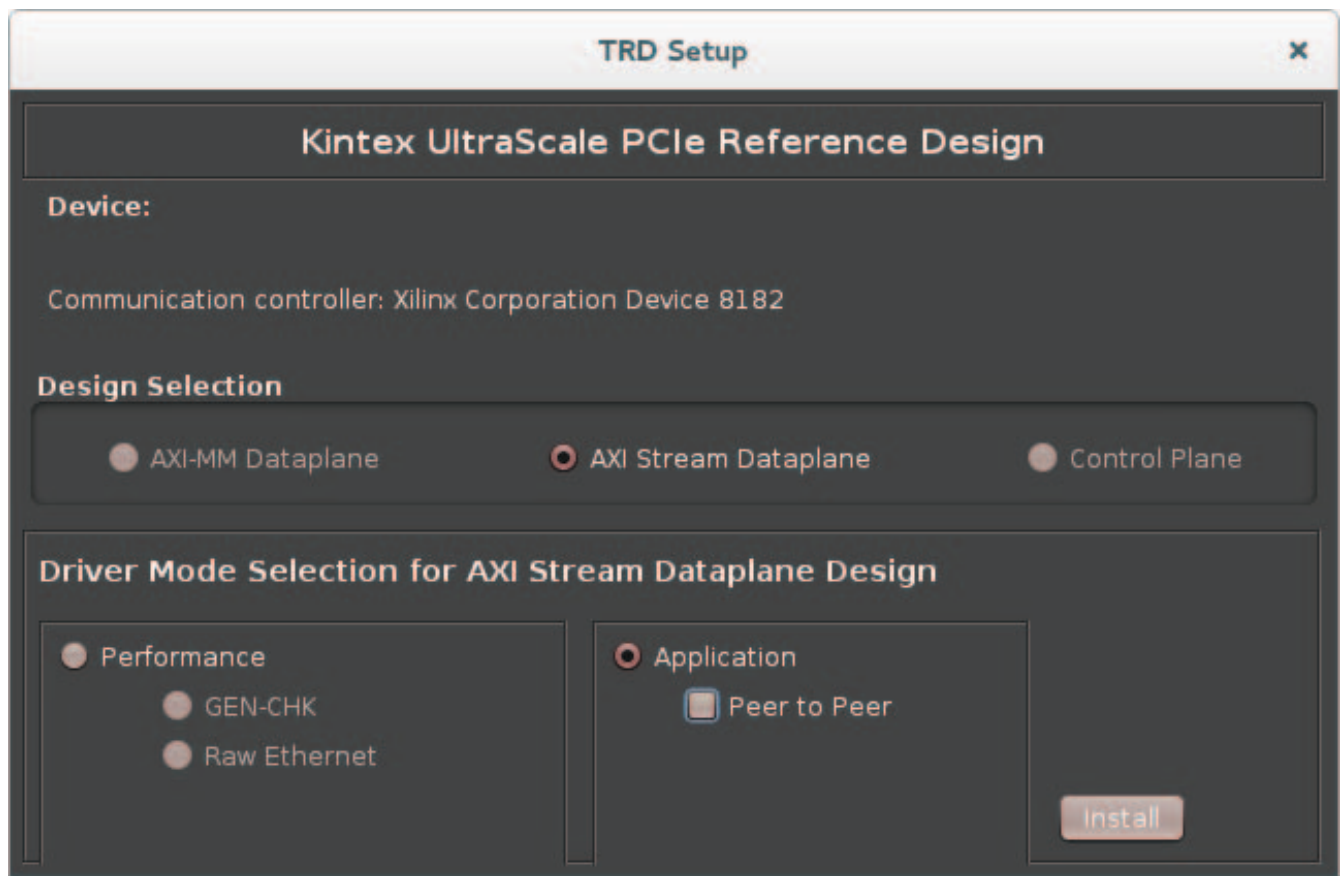 TRD Setup
Kintex UltraScale PCIe Reference Design
Device:
Communication controller: Xilinx Corporation Device 8182
Design Selection
AXI-MM Dataplane AXI Stream Dataplane Control Plane
Driver Mode Selection for AXI Stream Dataplane Design
Performance Application
GEN-CHK Peer to Peer
Raw Ethernet
Install